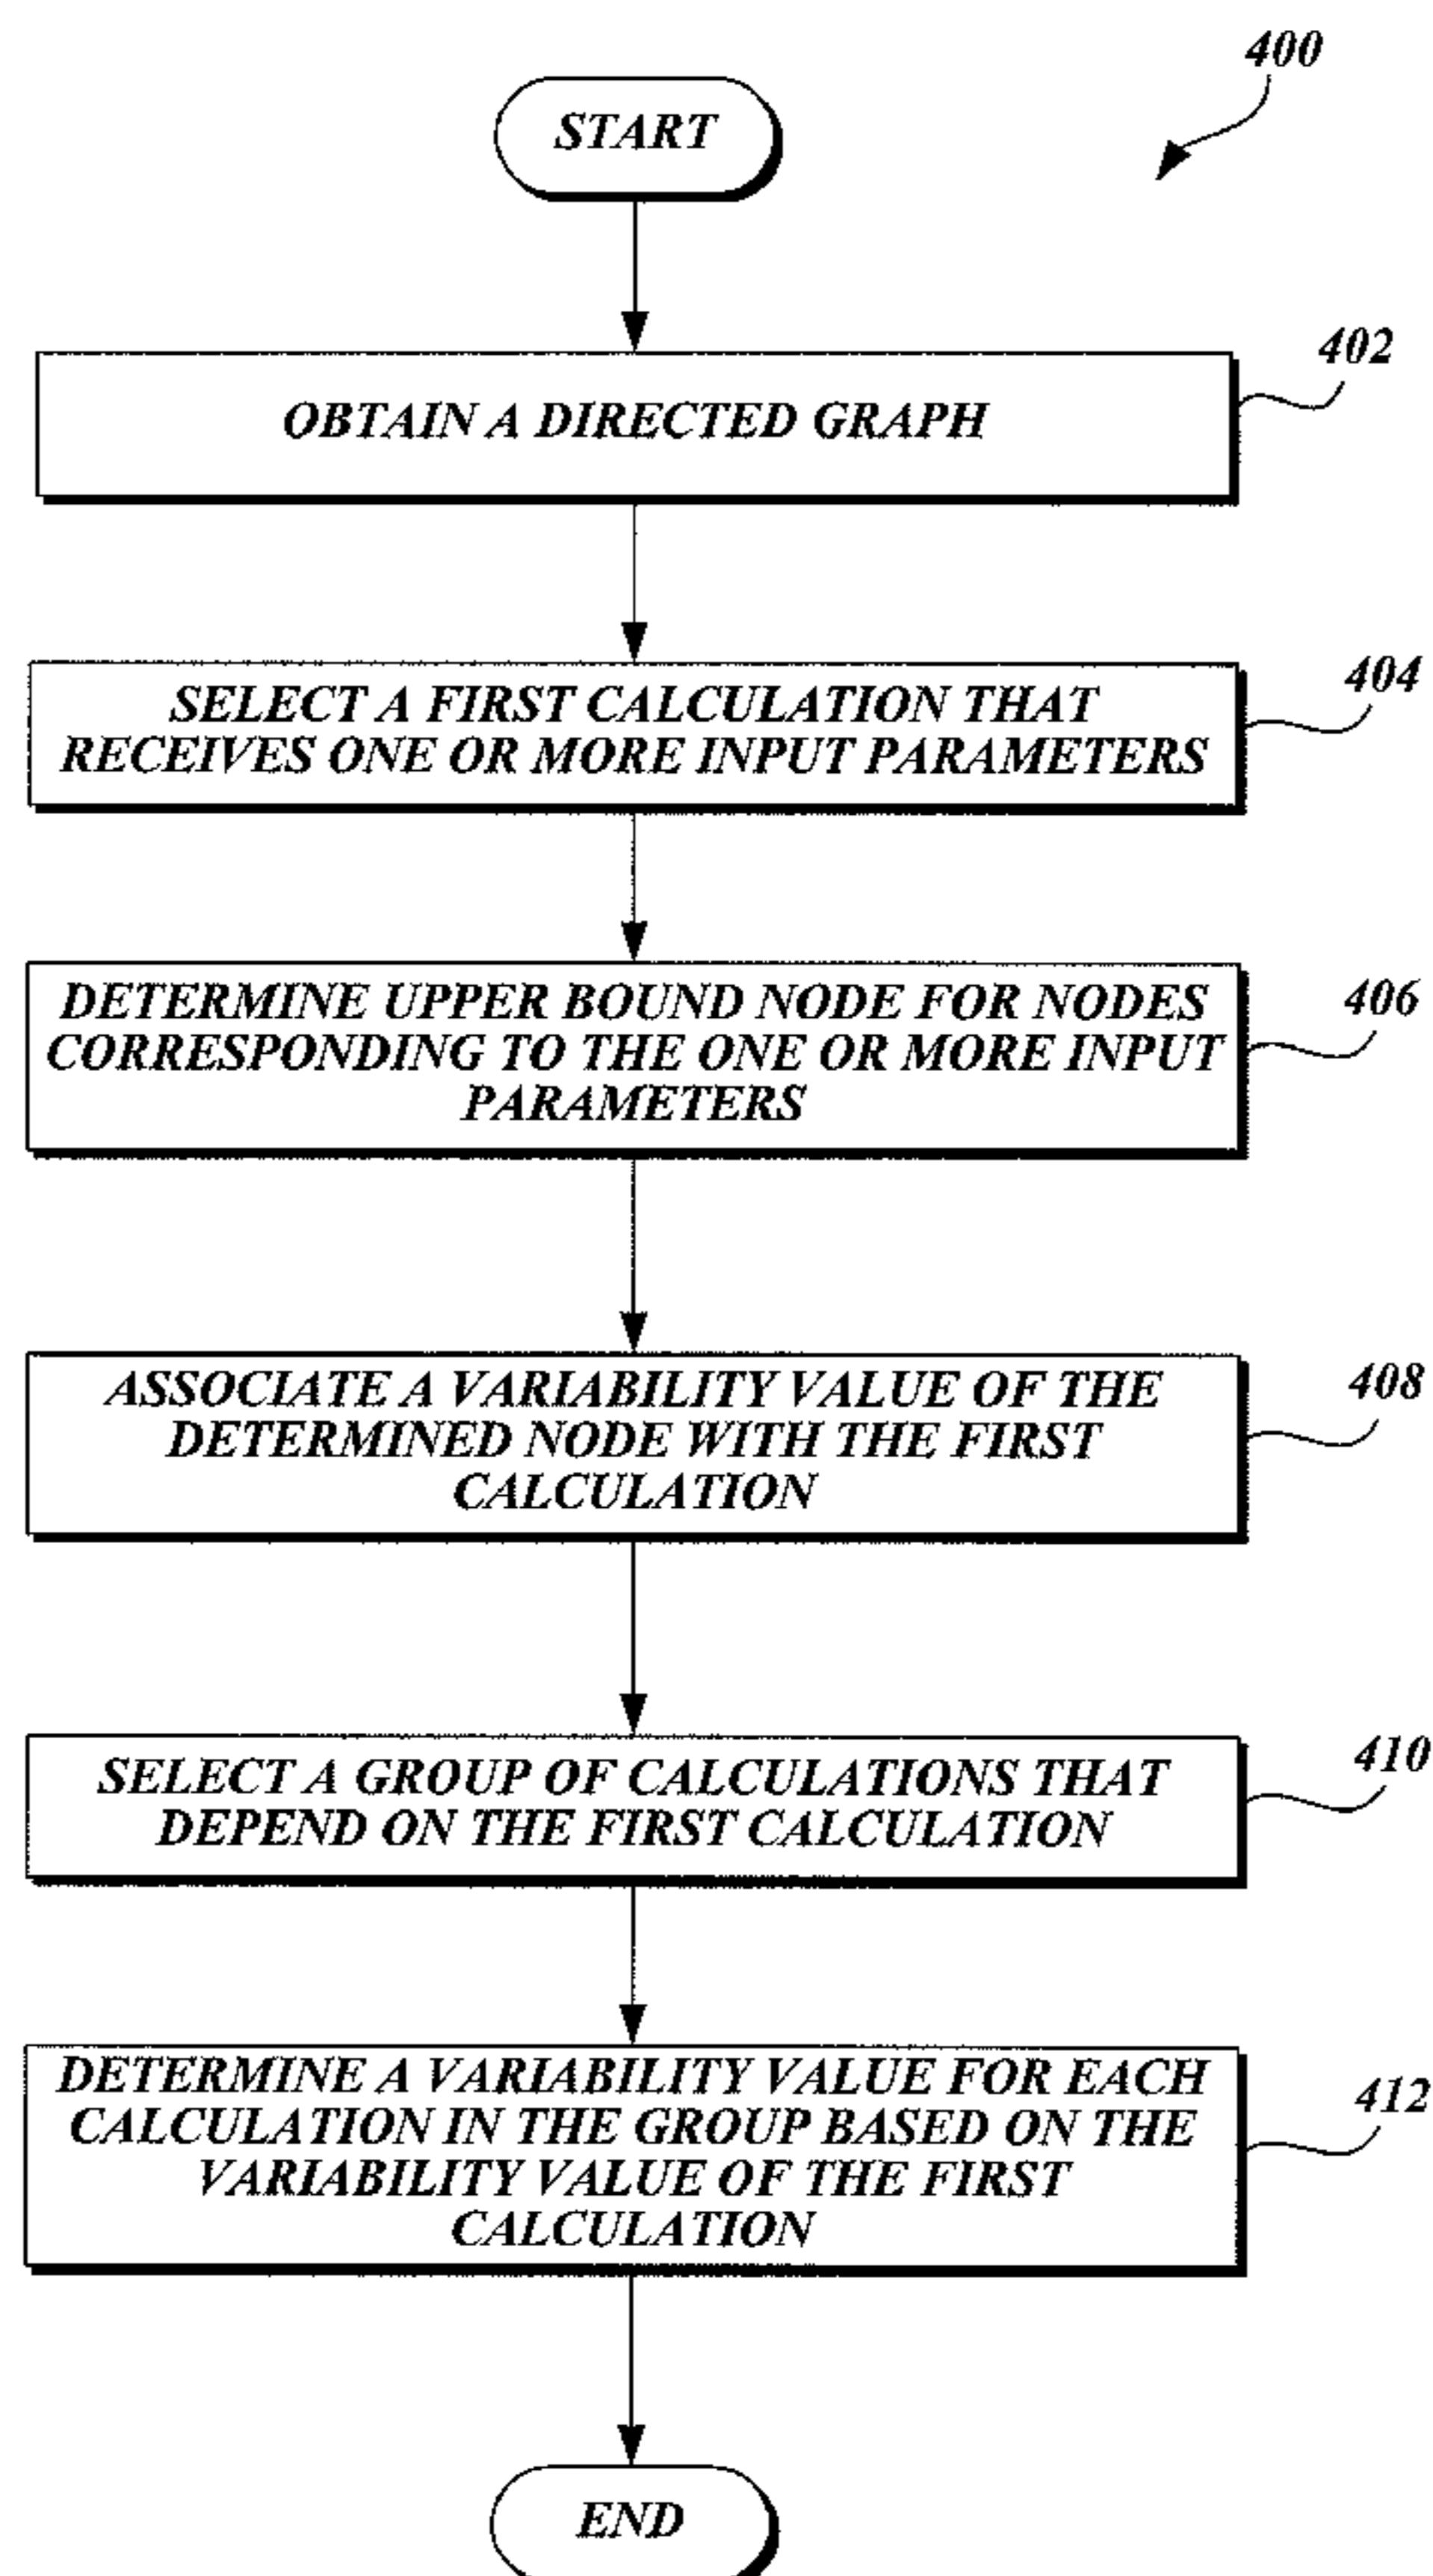 400
START
402
OBTAIN A DIRECTED GRAPH
404
SELECT A FIRST CALCULATION THAT
RECEIVES ONE OR MORE INPUT PARAMETERS
406
DETERMINE UPPER BOUND NODE FOR NODES
CORRESPONDING TO THE ONE OR MORE INPUT
PARAMETERS
408
ASSOCIATE A VARIABILITY VALUE OF THE
DETERMINED NODE WITH THE FIRST
CALCULATION
410
SELECT A GROUP OF CALCULATIONS THAT
DEPEND ON THE FIRST CALCULATION
412
DETERMINE A VARIABILITY VALUE FOR EACH
CALCULATION IN THE GROUP BASED ON THE
VARIABILITY VALUE OF THE FIRST
CALCULATION
END